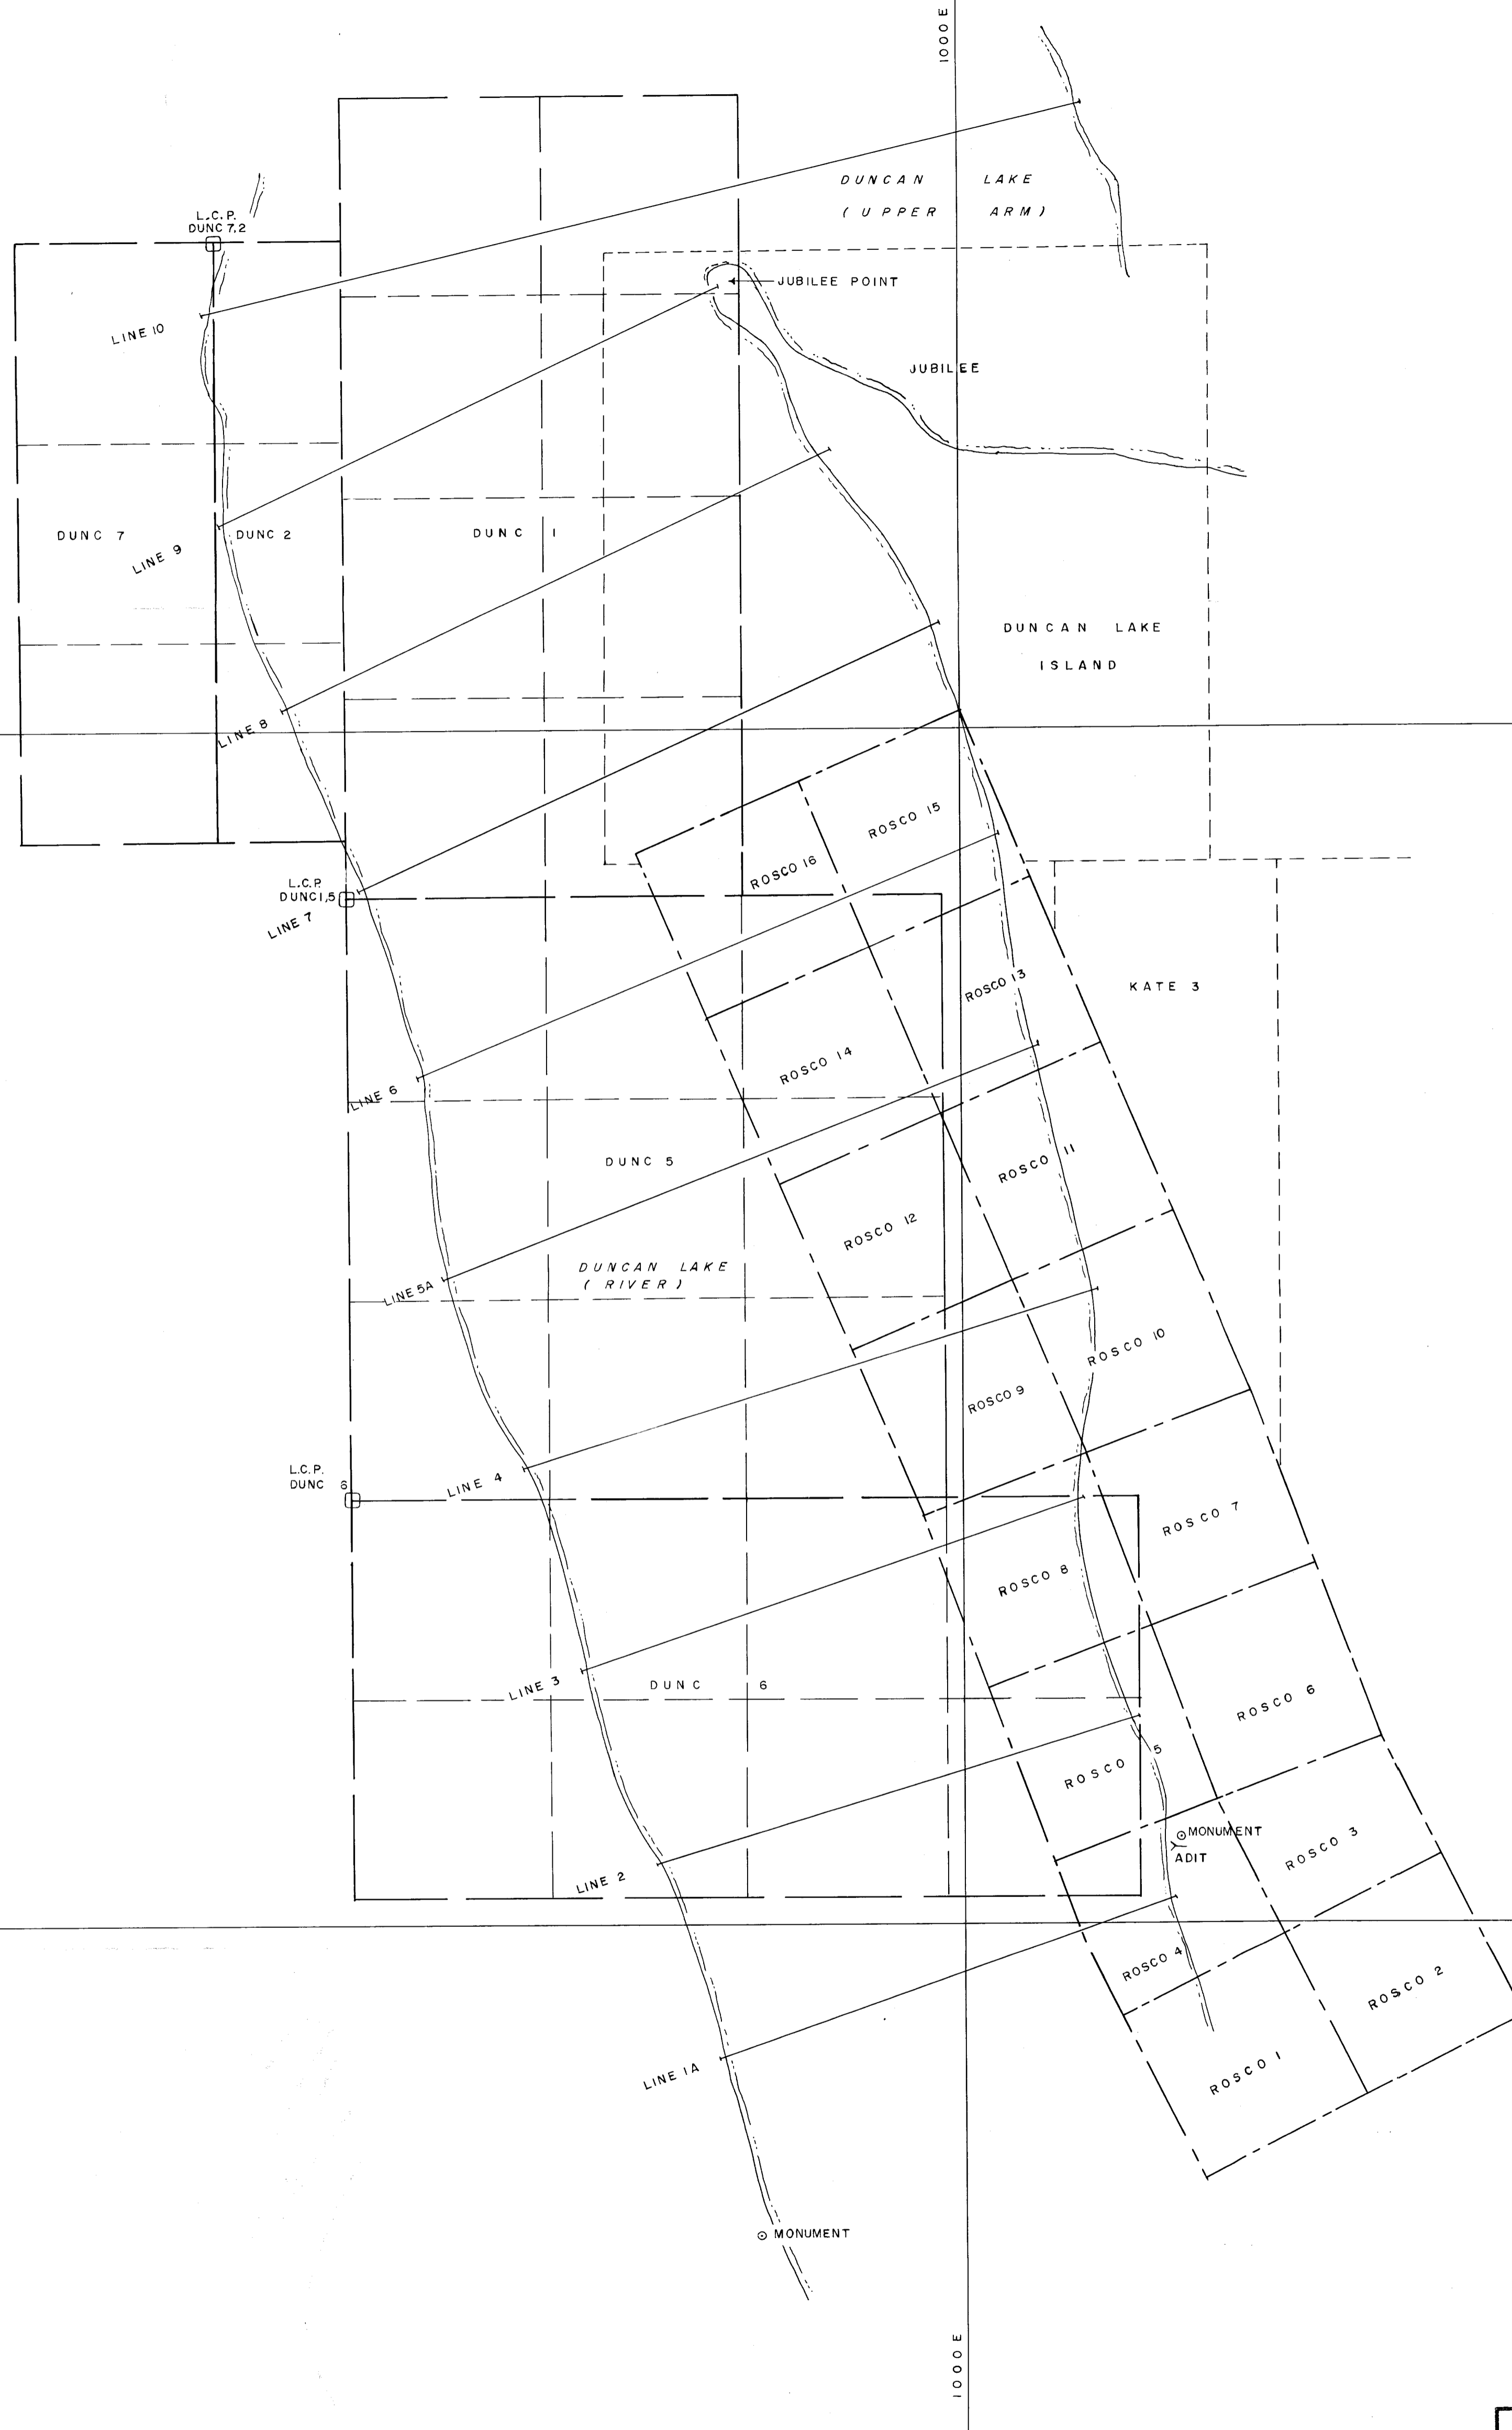 1000E
DUNCAN LAKE
(UPPER ARM)
L.C.P.
DUNC 7,2
JUBILEE POINT
LINE 10
JUBILEE
DUNC 7
DUNC 2
DUNC 1
LINE 9
DUNCAN LAKE
ISLAND
LINE 8
ROSCO 15
ROSCO 16
L.C.P.
DUNC 1,5
LINE 7
ROSCO 13
KATE 3
ROSCO 14
LINE 6
DUNC 5
ROSCO 11
ROSCO 12
DUNCAN LAKE
(RIVER)
LINE 5A
ROSCO 10
ROSCO 9
L.C.P.
DUNC 6
LINE 4
ROSCO 7
ROSCO 8
LINE 3
DUNC 6
ROSCO 6
ROSCO 5
MONUMENT
ADIT
ROSCO 3
LINE 2
ROSCO 4
ROSCO 2
LINE 1A
ROSCO 1
MONUMENT
1000E